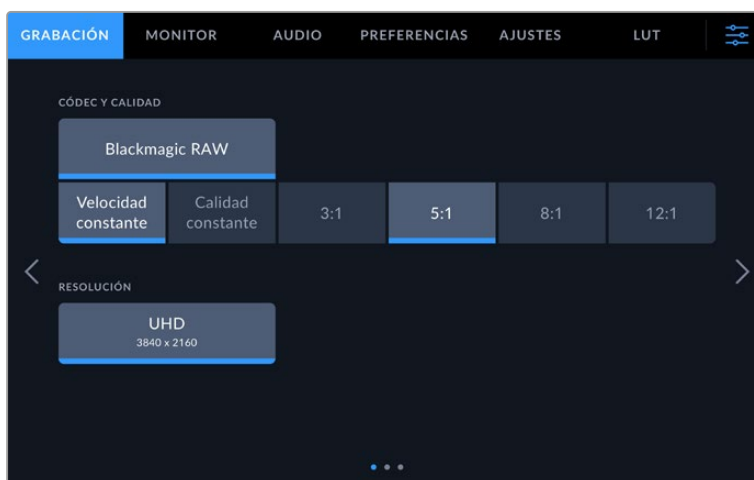 GRABACIÓN MONITOR AUDIO PREFERENCIAS AJUSTES LUT
CÓDEC Y CALIDAD
Blackmagic RAW
Velocidad constante
Calidad constante
3:1
5:1
8:1
12:1
RESOLUCIÓN
UHD
3840 x 2160